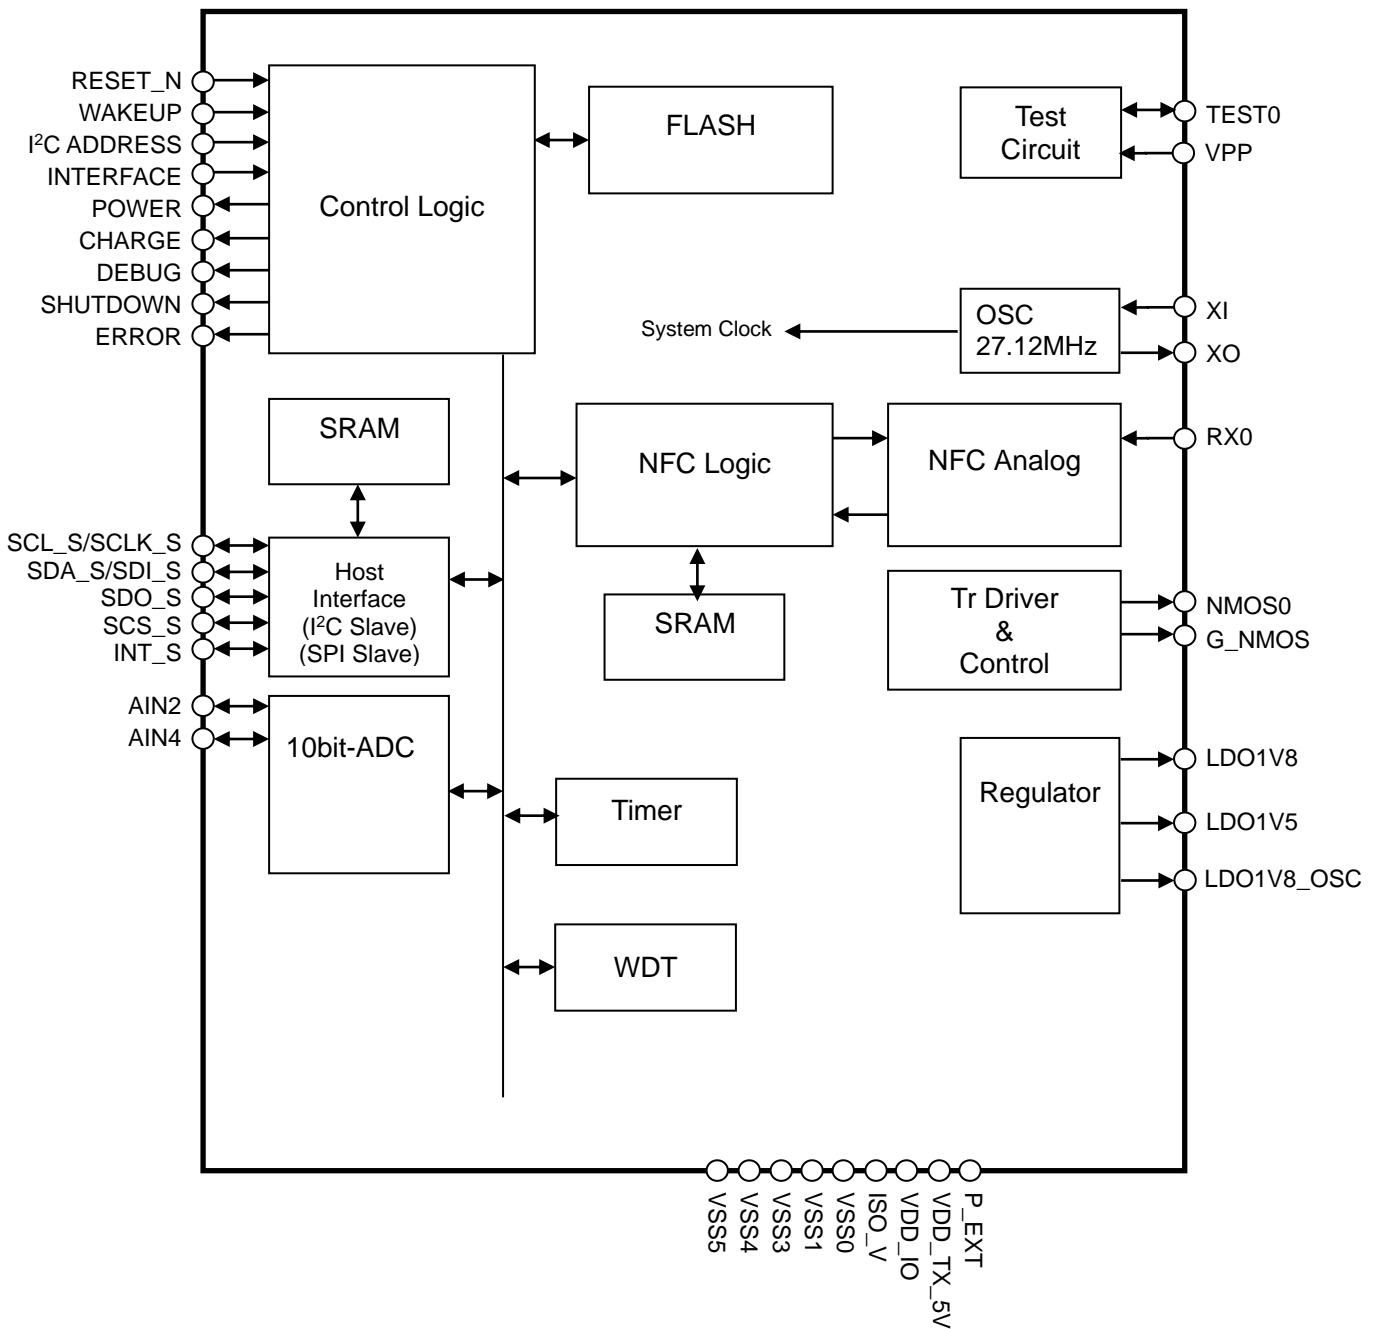 RESET_N
WAKEUP
I²C ADDRESS
INTERFACE
POWER
CHARGE
DEBUG
SHUTDOWN
ERROR
Control Logic
FLASH
Test
Circuit
TEST0
VPP
System Clock
OSC
27.12MHz
XI
XO
SRAM
NFC Logic
NFC Analog
RX0
SCL_S/SCLK_S
SDA_S/SDI_S
SDO_S
SCS_S
INT_S
Host
Interface
(I²C Slave)
(SPI Slave)
SRAM
Tr Driver
&
Control
NMOS0
G_NMOS
AIN2
AIN4
10bit-ADC
Timer
Regulator
LDO1V8
LDO1V5
LDO1V8_OSC
WDT
VSS5
VSS4
VSS3
VSS1
VSS0
ISO_V
VDD_IO
VDD_TX_5V
P_EXT